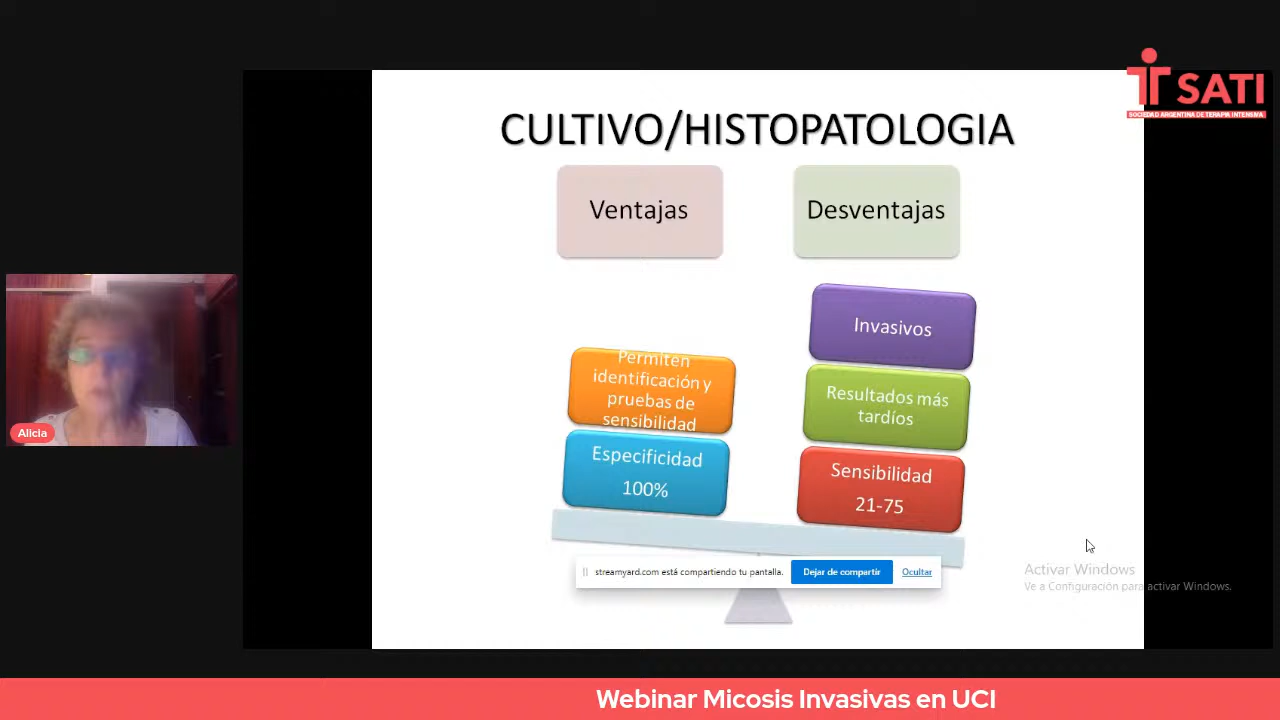 SATI
SOCIEDAD ARGENTINA DE TERAPIA INTENSIVA
CULTIVO/HISTOPATOLOGIA
Ventajas
Desventajas
Permiten
identificación y
pruebas de
sensibilidad
Especificidad
100%
Invasivos
Resultados más
tardíos
Sensibilidad
21-75
Alicia
streamyard.com está compartiendo tu pantalla.
Dejar de compartir
Ocultar
Activar Windows
Ve a Configuración para activar Windows.
Webinar Micosis Invasivas en UCI